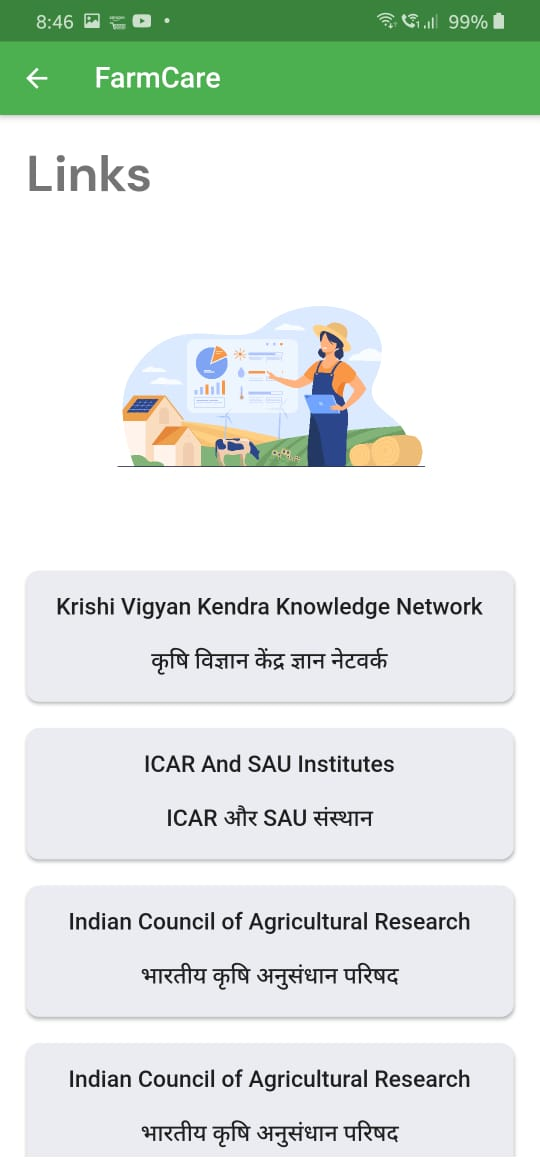 8:46
99%
FarmCare
Links
Krishi Vigyan Kendra Knowledge Network
कृषि विज्ञान केंद्र ज्ञान नेटवर्क
ICAR And SAU Institutes
ICAR और SAU संस्थान
Indian Council of Agricultural Research
भारतीय कृषि अनुसंधान परिषद
Indian Council of Agricultural Research
भारतीय कृषि अनुसंधान परिषद